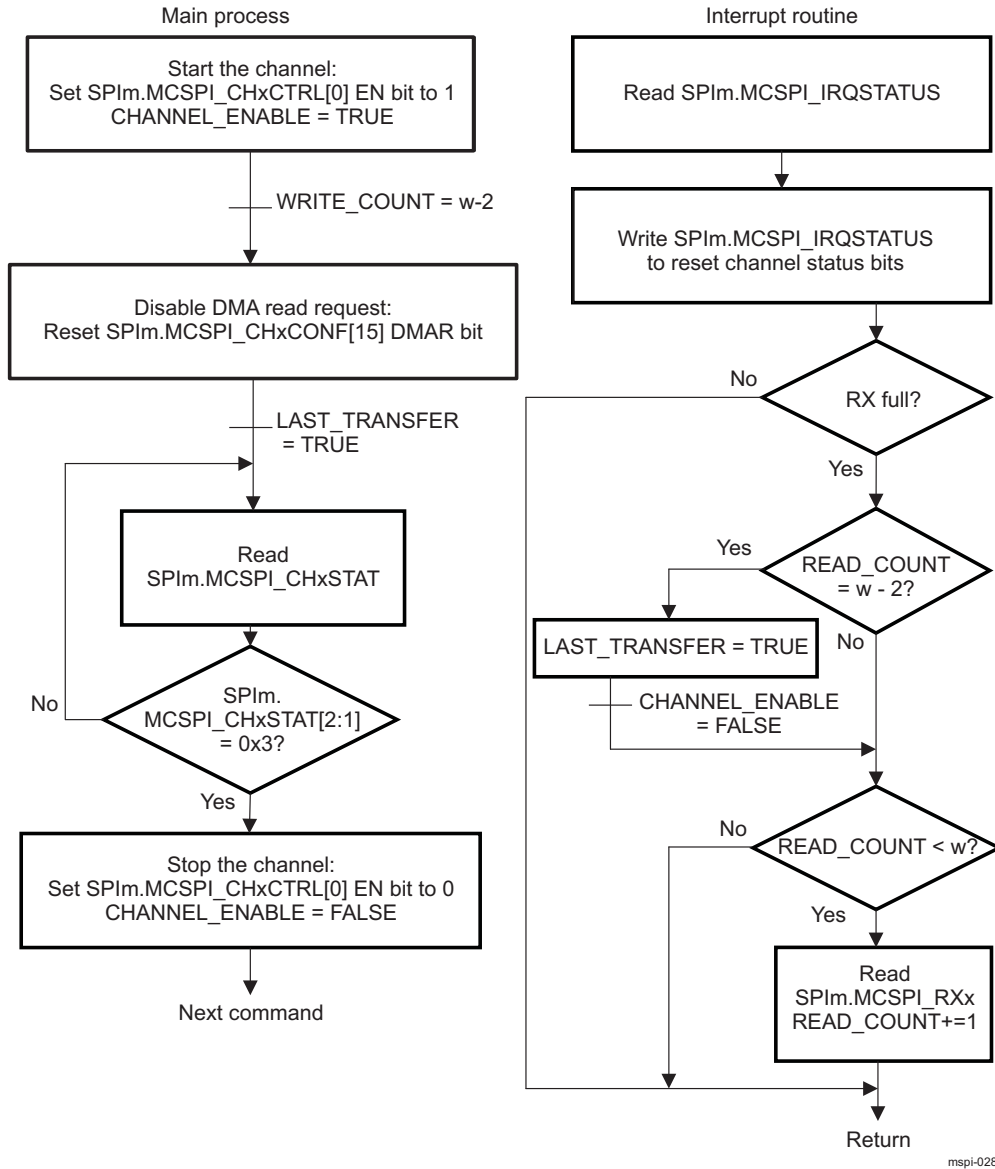 Main process
Start the channel:
Set SPIm.MCSPI_CHxCTRL[0] EN bit to 1
CHANNEL_ENABLE = TRUE
WRITE_COUNT = w-2
Disable DMA read request:
Reset SPIm.MCSPI_CHxCONF[15] DMAR bit
LAST_TRANSFER
= TRUE
Read
SPIm.MCSPI_CHxSTAT
No
SPIm.
MCSPI_CHxSTAT[2:1]
= 0x3?
Yes
Stop the channel:
Set SPIm.MCSPI_CHxCTRL[0] EN bit to 0
CHANNEL_ENABLE = FALSE
Next command
Interrupt routine
Read SPIm.MCSPI_IRQSTATUS
Write SPIm.MCSPI_IRQSTATUS
to reset channel status bits
No
RX full?
Yes
Yes
READ_COUNT
= w - 2?
No
LAST_TRANSFER = TRUE
CHANNEL_ENABLE
= FALSE
No
READ_COUNT < w?
Yes
Read
SPIm.MCSPI_RXx
READ_COUNT+=1
Return
mspi-028